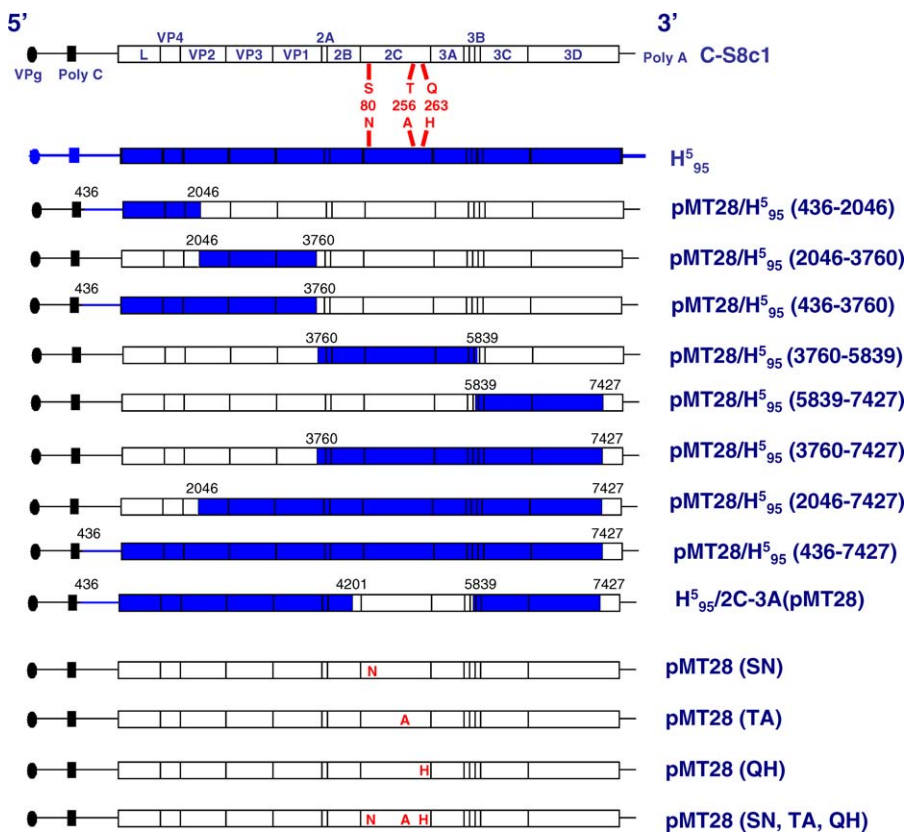 5’ 3’
VP4 2A 3B
L VP2 VP3 VP1 2B 2C 3A 3C 3D
VPg Poly C Poly A C-S8c1
S T Q
80 256 263
N A H
H⁵₉₅
436 2046
pMT28/H⁵₉₅ (436-2046)
2046 3760
pMT28/H⁵₉₅ (2046-3760)
436 3760
pMT28/H⁵₉₅ (436-3760)
3760 5839
pMT28/H⁵₉₅ (3760-5839)
5839 7427
pMT28/H⁵₉₅ (5839-7427)
3760 7427
pMT28/H⁵₉₅ (3760-7427)
2046 7427
pMT28/H⁵₉₅ (2046-7427)
436 7427
pMT28/H⁵₉₅ (436-7427)
436 4201 5839 7427
H⁵₉₅/2C-3A(pMT28)
N pMT28 (SN)
A pMT28 (TA)
H pMT28 (QH)
N A H pMT28 (SN, TA, QH)